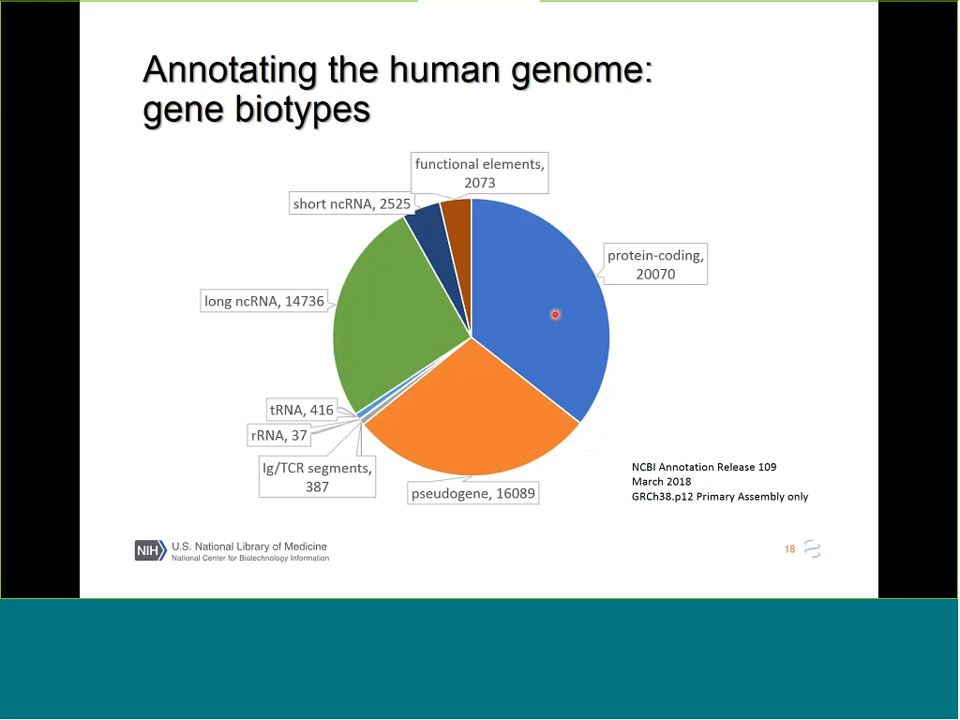 Annotating the human genome:
gene biotypes
functional elements,
2073
short ncRNA, 2525
protein-coding,
20070
long ncRNA, 14736
tRNA, 416
rRNA, 37
Ig/TCR segments,
387
pseudogene, 16089
NCBI Annotation Release 109
March 2018
GRCh38.p12 Primary Assembly only
NIH
U.S. National Library of Medicine
National Center for Biotechnology Information
18